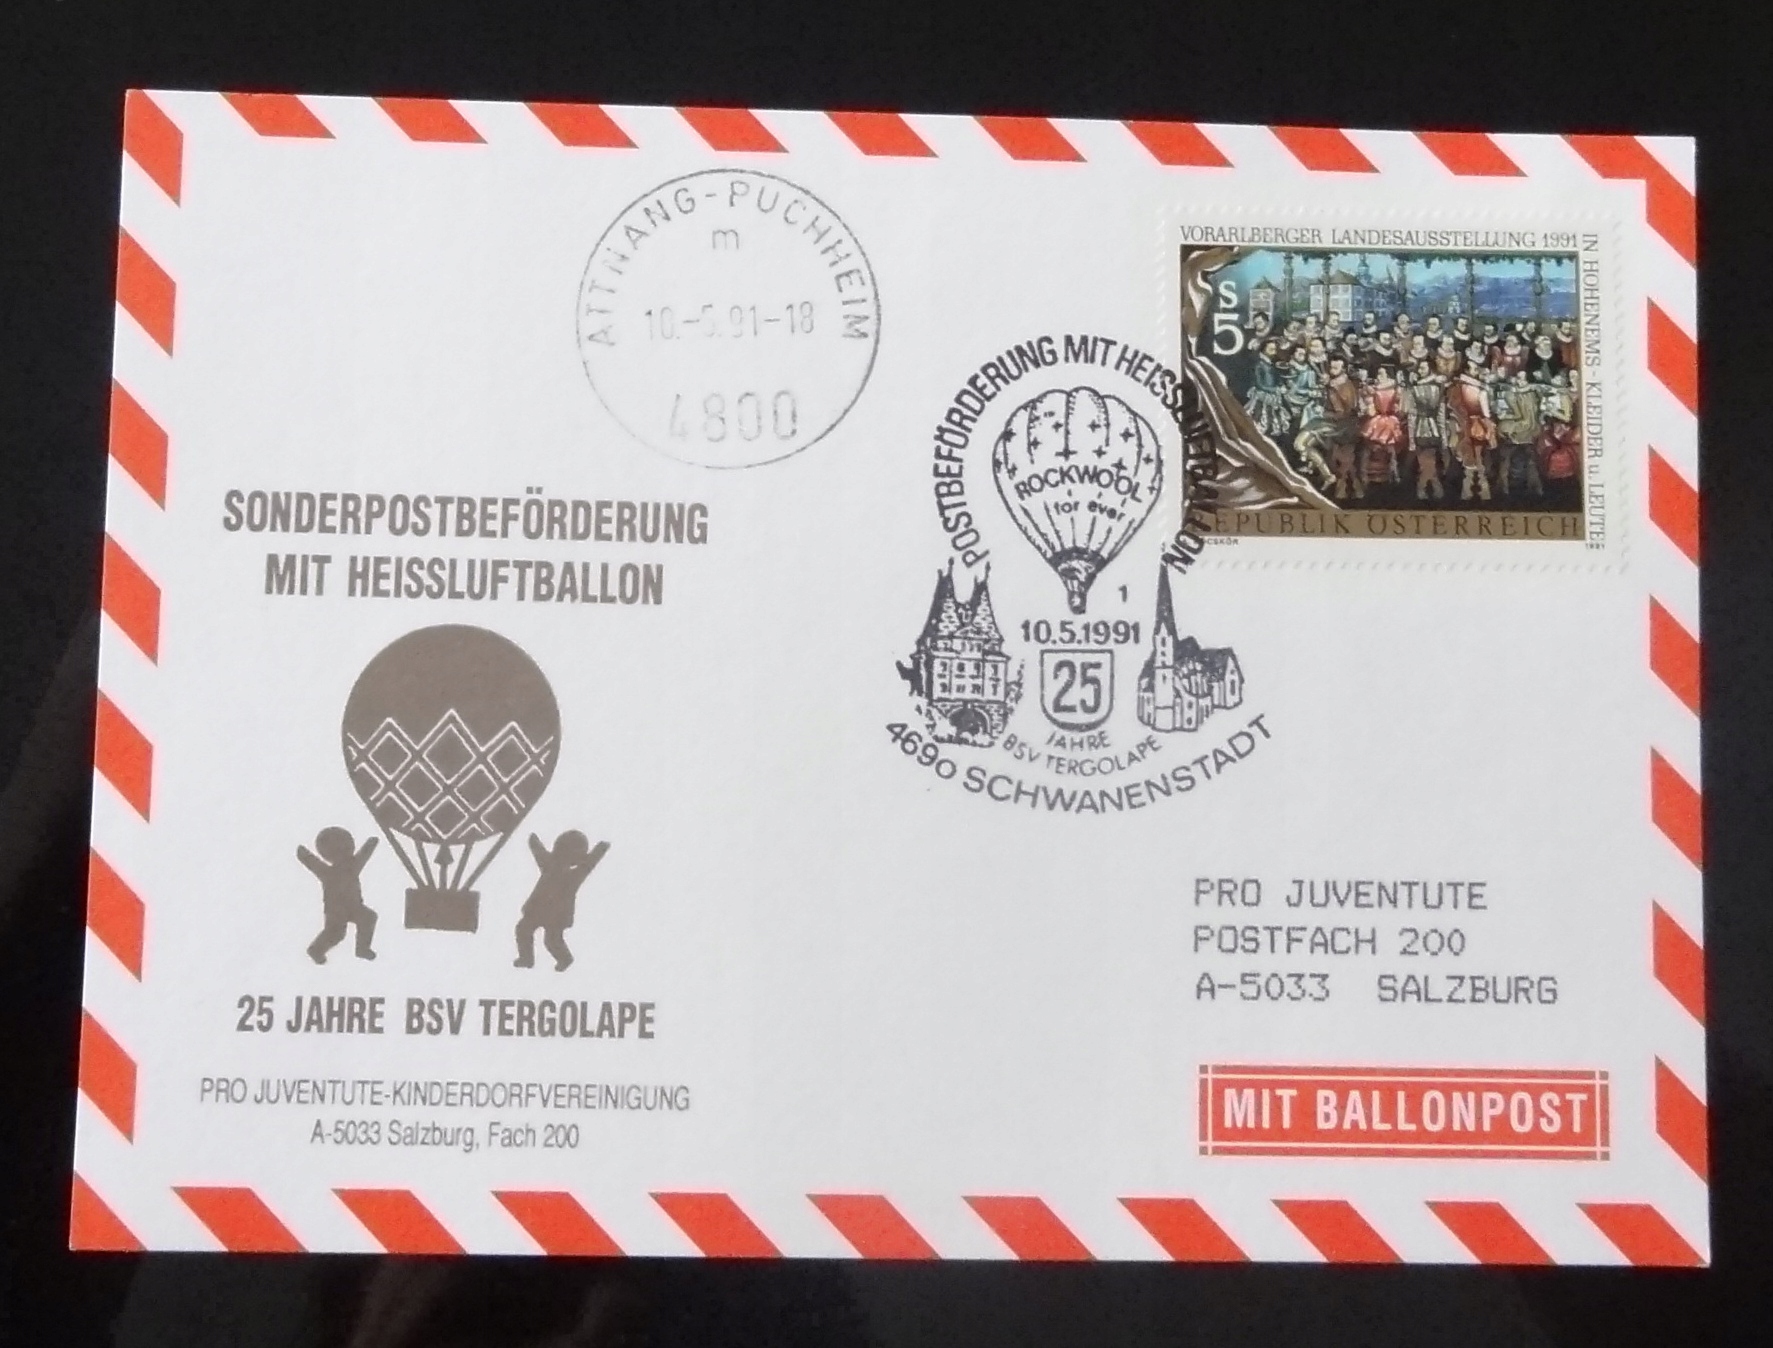 ATTNANG-PUCHHEIM
m
10.-5.91-18
4800
VORARLBERGER LANDESAUSSTELLUNG 1991
IN HOHENEMS - KLEIDER u. LEUTE
S
5
REPUBLIK ÖSTERREICH
1991
POSTBEFÖRDERUNG MIT HEISSLUFTBALLON
ROCKWOOL
for ever
1
10.5.1991
25
JAHRE
BSV TERGOLAPE
4690 SCHWANENSTADT
SONDERPOSTBEFÖRDERUNG
MIT HEISSLUFTBALLON
25 JAHRE BSV TERGOLAPE
PRO JUVENTUTE-KINDERDORFVEREINIGUNG
A-5033 Salzburg, Fach 200
PRO JUVENTUTE
POSTFACH 200
A-5033 SALZBURG
MIT BALLONPOST